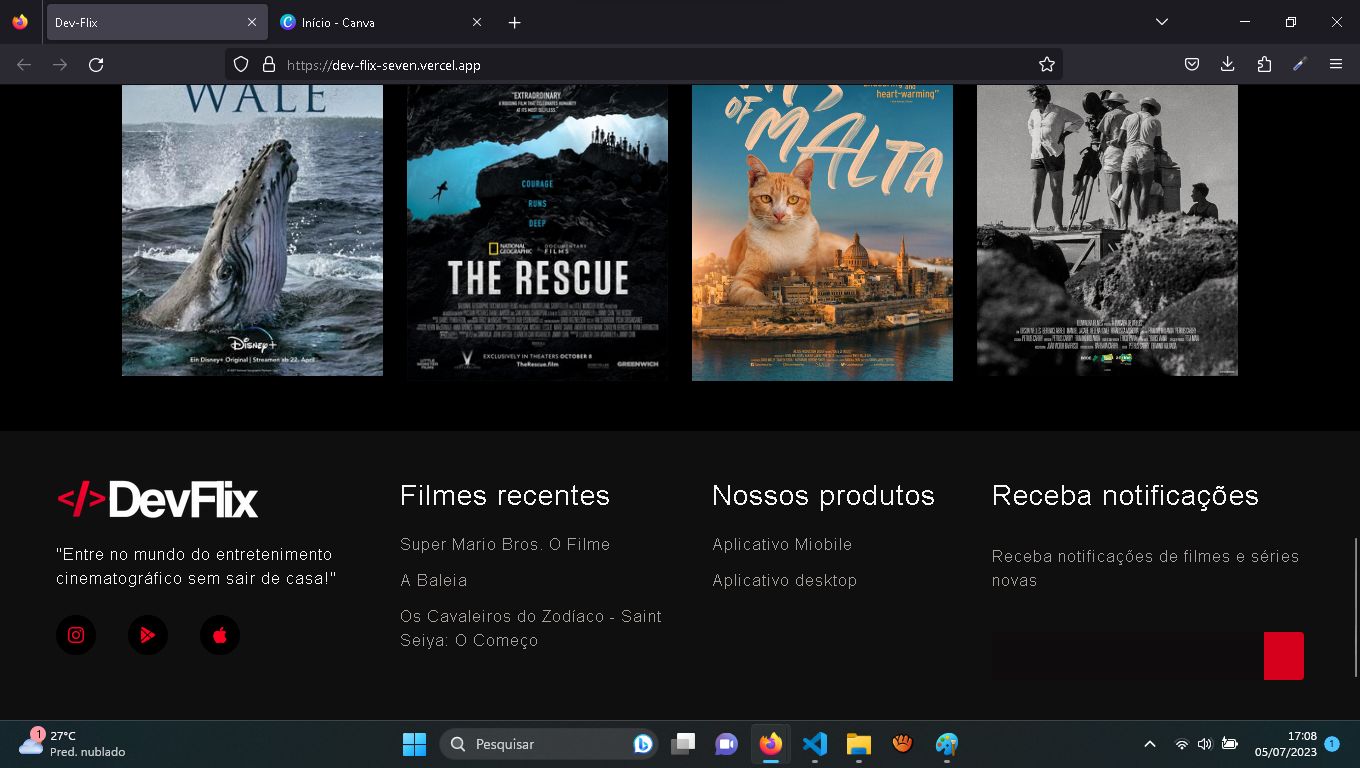 Dev-Flix
Início - Canva
https://dev-flix-seven.vercel.app
WALE
Disney+
Ein Disney+ Original | Streamen ab 22. April
"EXTRAORDINARY.
COURAGE
RUNS
DEEP
NATIONAL GEOGRAPHIC
DOCUMENTARY FILMS
THE RESCUE
EXCLUSIVELY IN THEATERS OCTOBER 8
TheRescue.film
GREENWICH
heart-warming"
OF
MALTA
</>DevFlix
"Entre no mundo do entretenimento
cinematográfico sem sair de casa!"
Filmes recentes
Super Mario Bros. O Filme
A Baleia
Os Cavaleiros do Zodíaco - Saint
Seiya: O Começo
Nossos produtos
Aplicativo Miobile
Aplicativo desktop
Receba notificações
Receba notificações de filmes e séries
novas
1
27°C
Pred. nublado
Pesquisar
17:08
05/07/2023
1